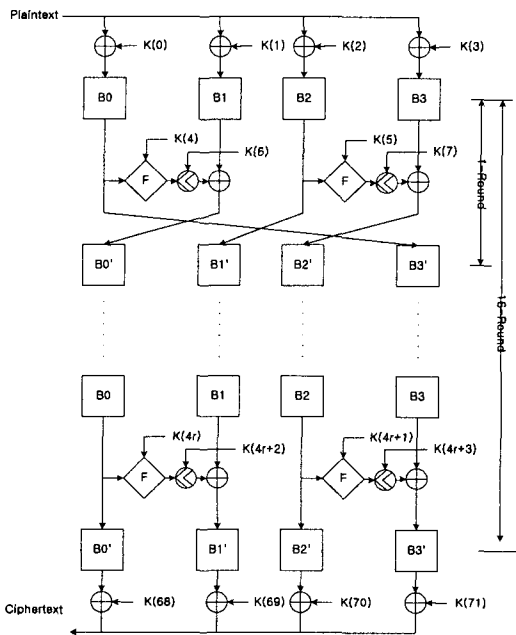 Plaintext
K(0) K(1) K(2) K(3)
B0 B1 B2 B3
K(4) K(5)
K(6) K(7)
F F
1-Round
B0' B1' B2' B3'
16-Round
B0 B1 B2 B3
K(4r) K(4r+1)
K(4r+2) K(4r+3)
F F
B0' B1' B2' B3'
K(68) K(69) K(70) K(71)
Ciphertext